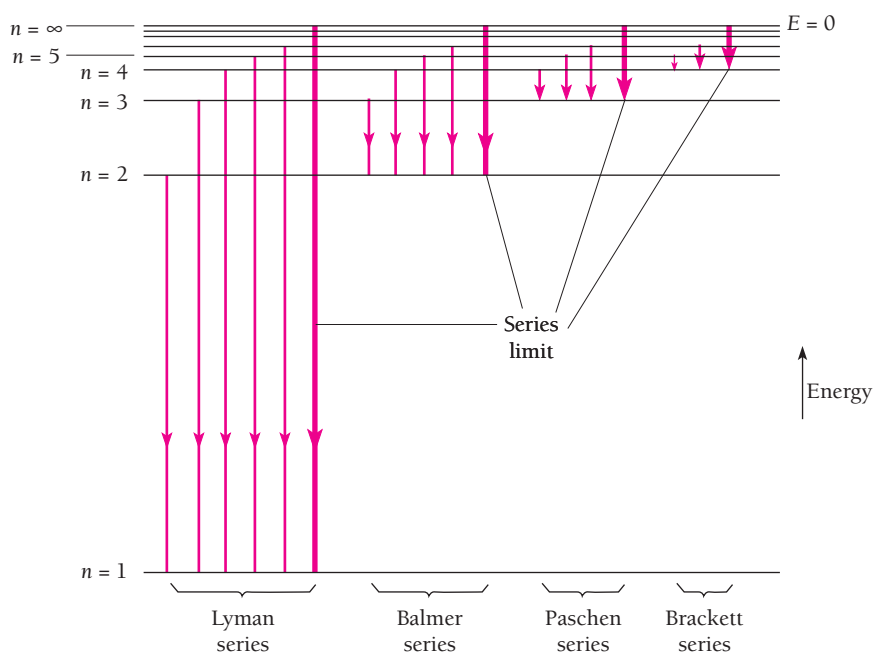 n = ∞
E = 0
n = 5
n = 4
n = 3
n = 2
Series
limit
Energy
n = 1
Lyman
series
Balmer
series
Paschen
series
Brackett
series